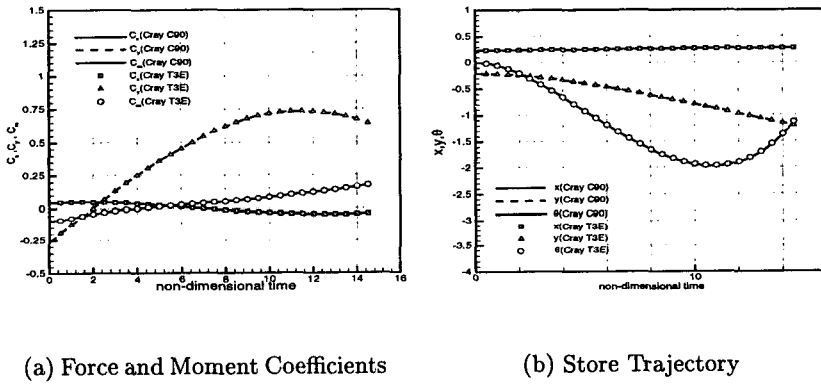 C_x(Cray C90)
C_y(Cray C90)
C_m(Cray C90)
C_x(Cray T3E)
C_y(Cray T3E)
C_m(Cray T3E)
1.5
1.25
1
0.75
0.5
0.25
0
-0.25
-0.5
C_x, C_y, C_m
0 2 4 6 8 10 12 14 16
non-dimensional time
1
0.5
0
-0.5
-1
-1.5
-2
-2.5
-3
-3.5
-4
x,y,θ
x(Cray C90)
y(Cray C90)
θ(Cray C90)
x(Cray T3E)
y(Cray T3E)
θ(Cray T3E)
10
non-dimensional time
(a) Force and Moment Coefficients
(b) Store Trajectory